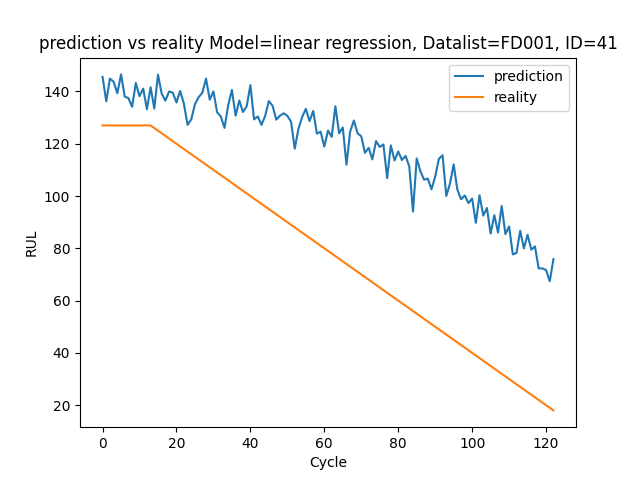 prediction vs reality Model=linear regression, Datalist=FD001, ID=41
prediction
reality
140
120
100
80
60
40
20
RUL
0 20 40 60 80 100 120
Cycle